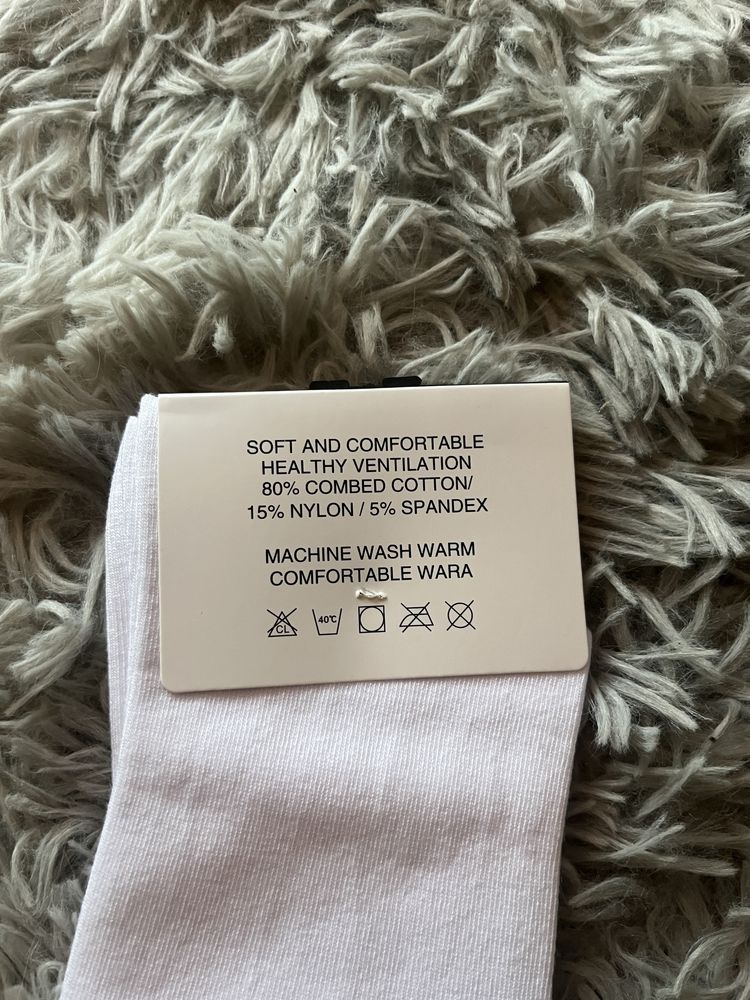 SOFT AND COMFORTABLE
HEALTHY VENTILATION
80% COMBED COTTON/
15% NYLON / 5% SPANDEX
MACHINE WASH WARM
COMFORTABLE WARA
CL 40℃